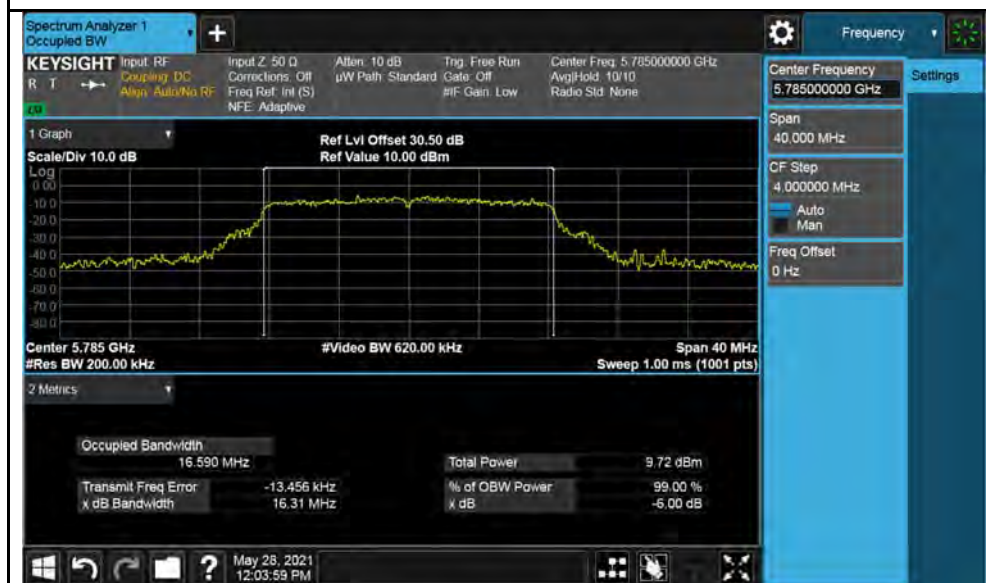 Spectrum Analyzer 1
Occupied BW
+
Frequency
KEYSIGHT
R T
Input: RF
Coupling: DC
Align: Auto/No RF
Input Z: 50 Ω
Corrections: Off
Freq Ref: Int (S)
NFE: Adaptive
Atten: 10 dB
µW Path: Standard
Trig: Free Run
Gate: Off
#IF Gain: Low
Center Freq: 5.785000000 GHz
Avg|Hold: 10/10
Radio Std: None
Center Frequency
5.785000000 GHz
Settings
Span
40.000 MHz
CF Step
4.000000 MHz
Auto
Man
Freq Offset
0 Hz
1 Graph
Scale/Div 10.0 dB
Ref Lvl Offset 30.50 dB
Ref Value 10.00 dBm
Log
0.00
-10.0
-20.0
-30.0
-40.0
-50.0
-60.0
-70.0
-80.0
Center 5.785 GHz
#Res BW 200.00 kHz
#Video BW 620.00 kHz
Span 40 MHz
Sweep 1.00 ms (1001 pts)
2 Metrics
Occupied Bandwidth
16.590 MHz
Total Power 9.72 dBm
Transmit Freq Error -13.456 kHz
% of OBW Power 99.00 %
x dB Bandwidth 16.31 MHz
x dB -6.00 dB
?
May 28, 2021
12:03:59 PM